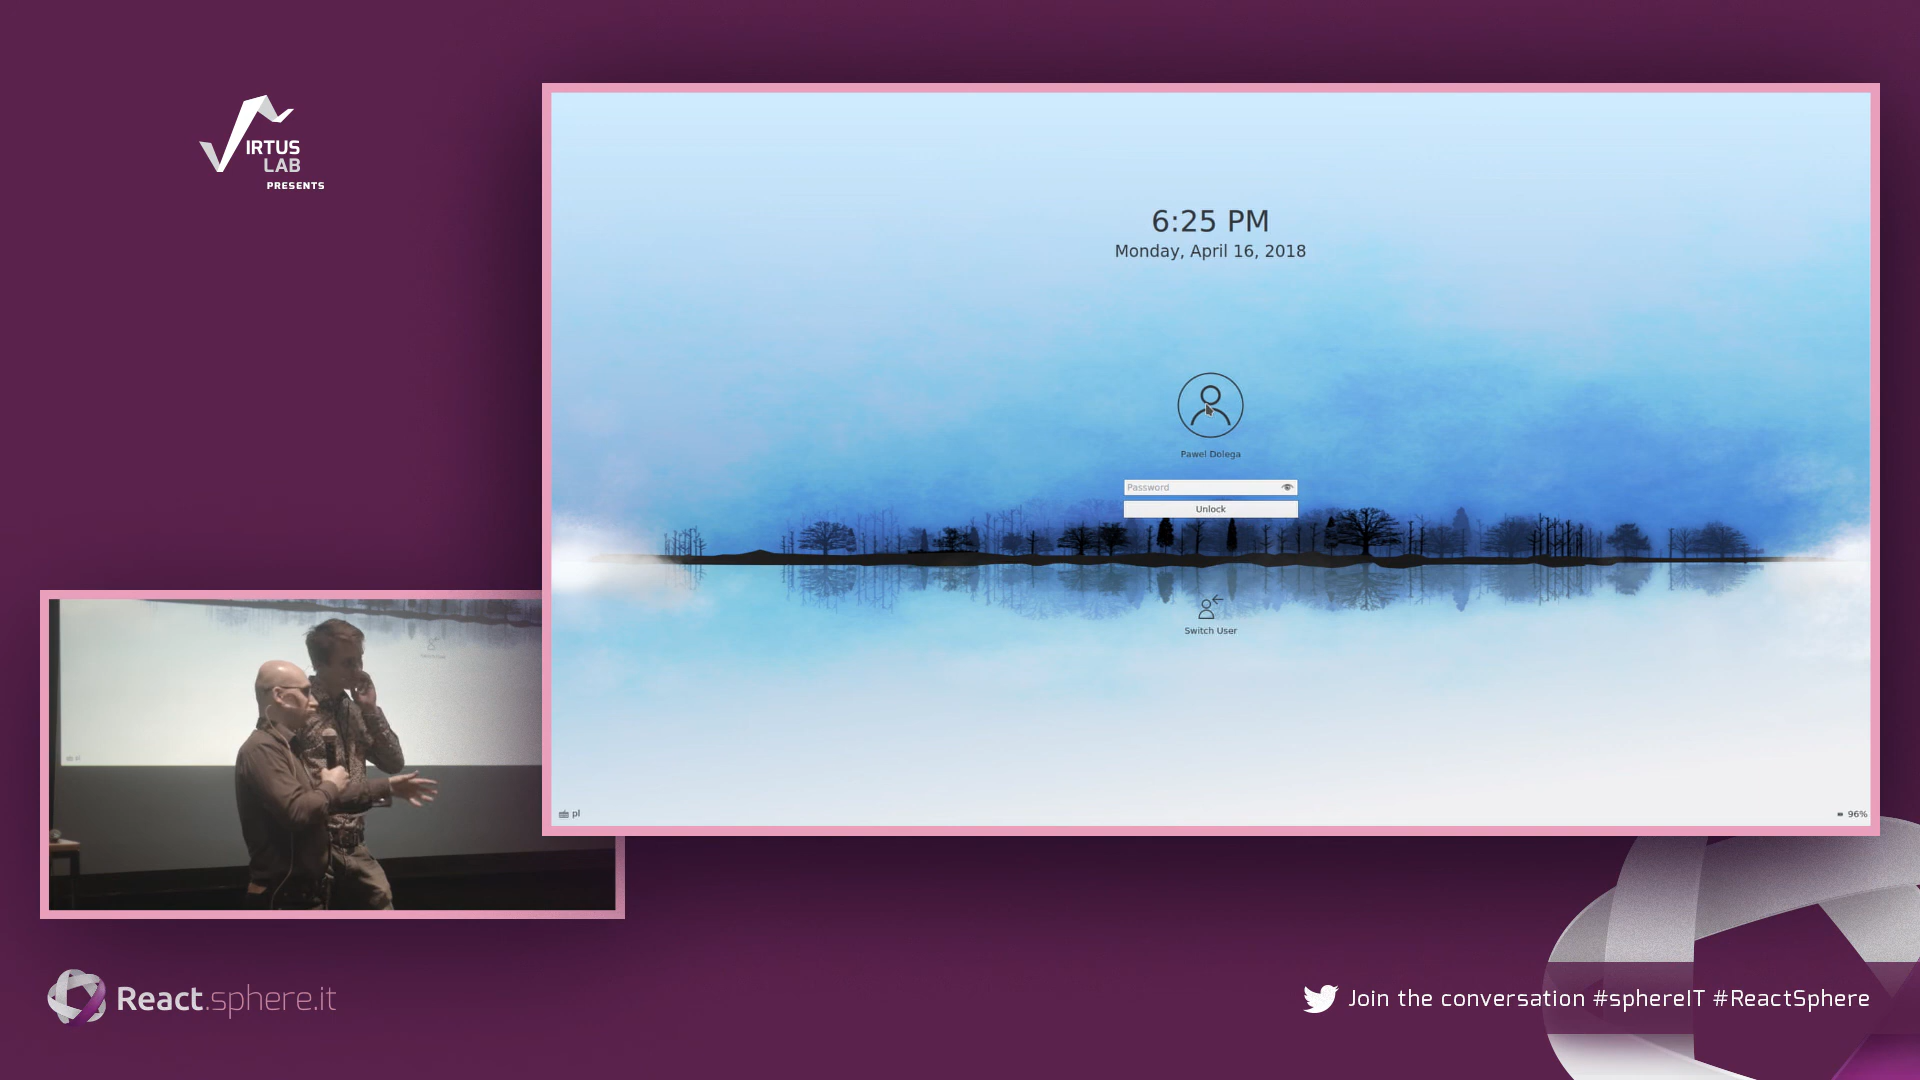 IRTUS
LAB
PRESENTS
6:25 PM
Monday, April 16, 2018
Pawel Dolega
Password
Unlock
Switch User
pl
96%
React.sphere.it
Join the conversation #sphereIT #ReactSphere